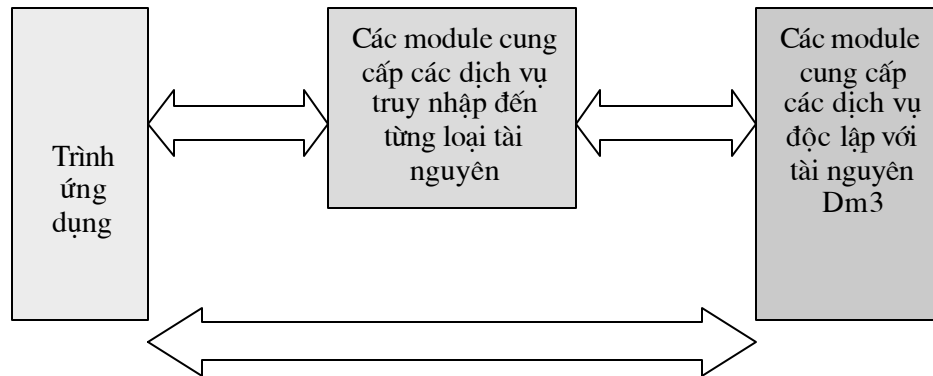 Trình
ứng
dụng
Các module cung
cấp các dịch vụ
truy nhập đến
từng loại tài
nguyên
Các module
cung cấp
các dịch vụ
độc lập với
tài nguyên
Dm3